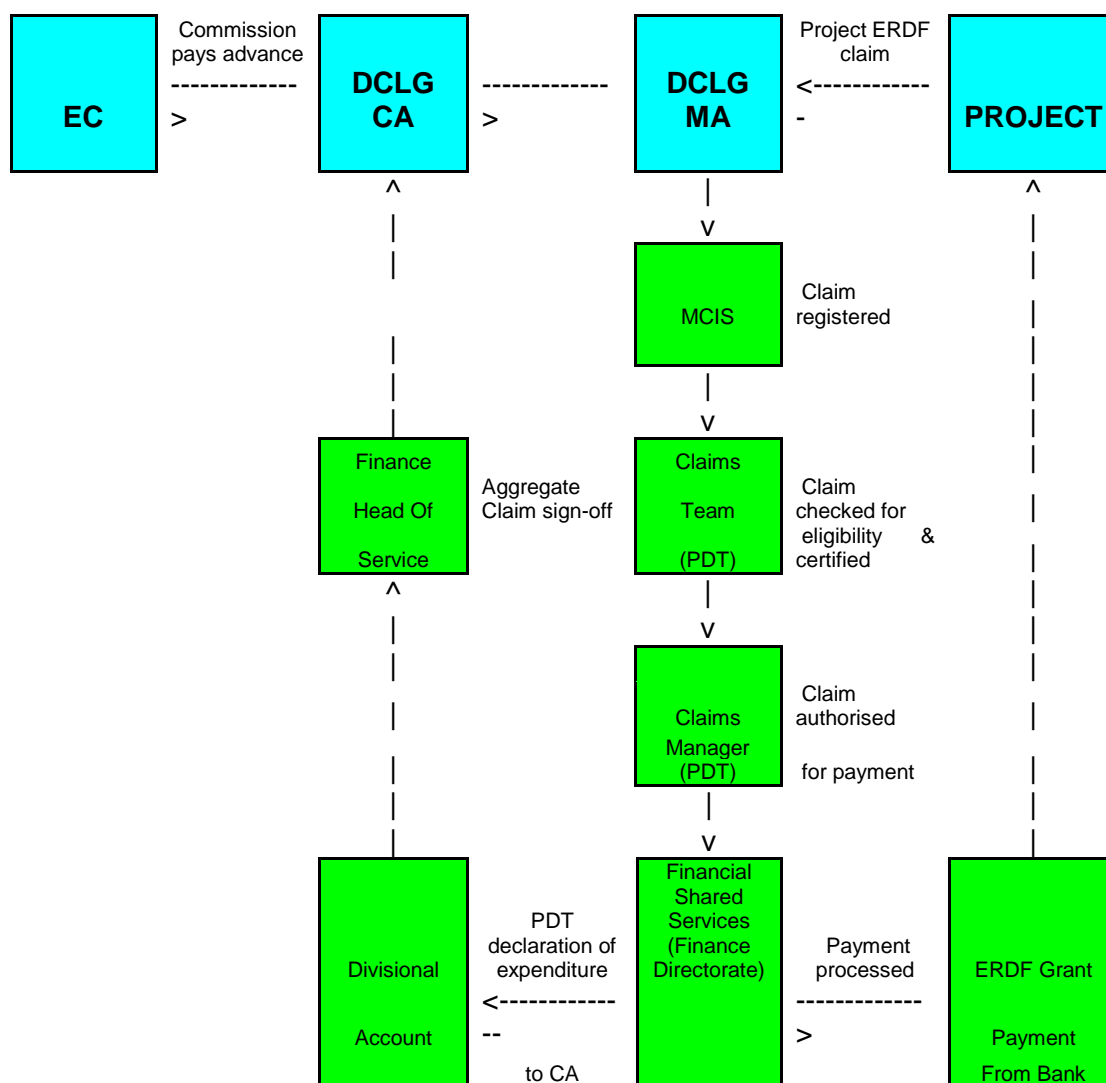 Commission
pays advance
Project ERDF
claim
EC
------------->
DCLG
CA
------------->
DCLG
MA
<-------------
PROJECT
^
|
v
^
MCIS
Claim
registered
|
v
Finance
Head Of
Service
Aggregate
Claim sign-off
Claims
Team
(PDT)
Claim
checked for
eligibility &
certified
^
|
v
Claims
Manager
(PDT)
Claim
authorised
for payment
|
v
Divisional
Account
PDT
declaration of
expenditure
<--------------
to CA
Financial
Shared
Services
(Finance
Directorate)
Payment
processed
------------->
ERDF Grant
Payment
From Bank